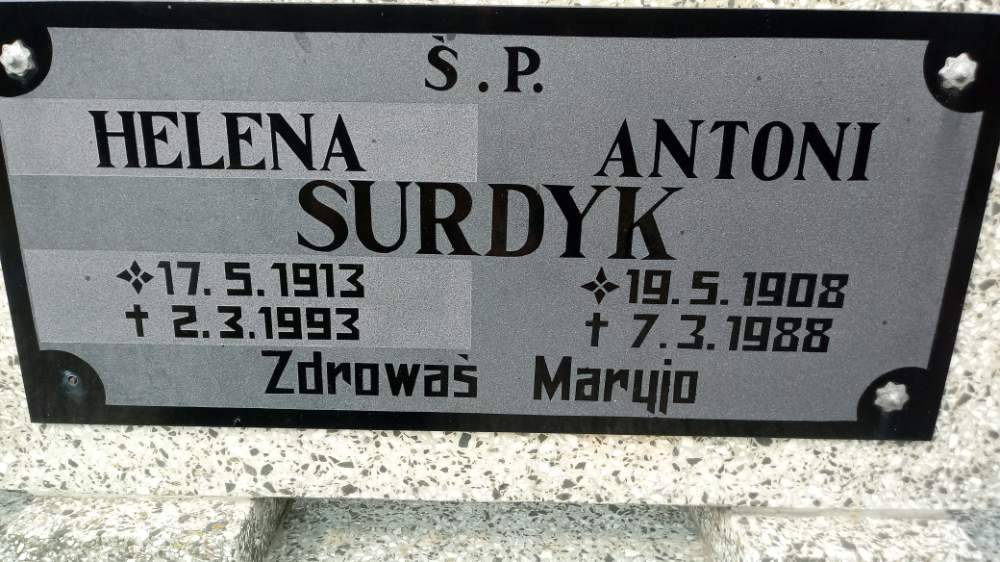 Ś.P.
HELENA ANTONI
SURDYK
17.5.1913 19.5.1908
† 2.3.1993 † 7.3.1988
Zdrowaś Maryjo